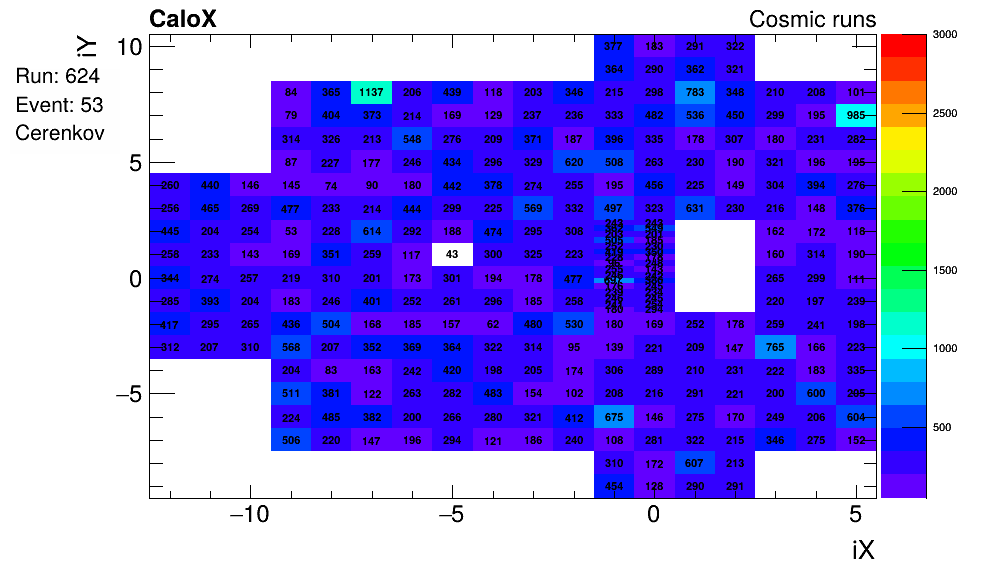 CaloX Cosmic runs
iY
Run: 624
Event: 53
Cerenkov
10
5
0
−5
−10 −5 0 5
iX
3000
2500
2000
1500
1000
500
377 183 291 322
364 290 362 321
84 365 1137 206 439 118 203 346 215 296 783 348 210 208 101
79 404 373 214 169 129 237 236 333 482 536 450 299 195 985
314 326 213 548 276 209 371 187 396 335 178 307 180 231 282
87 227 177 246 434 296 329 620 508 263 230 190 321 196 195
260 440 146 145 74 90 180 442 378 274 255 195 456 225 149 304 394 276
256 465 269 477 233 214 444 299 225 569 332 497 523 631 230 216 148 376
445 204 254 53 228 614 292 188 474 295 308 162 172 118
258 233 143 169 351 259 117 43 300 325 223 160 314 190
344 274 257 219 310 201 173 301 194 178 477 265 299 111
285 393 204 183 246 401 252 261 296 185 258 220 197 239
417 295 265 436 504 168 185 157 62 480 530 180 169 252 178 259 241 196
312 207 310 568 207 352 369 364 322 314 95 139 221 209 147 765 166 223
204 83 163 242 420 198 205 174 306 289 210 231 222 183 335
511 381 122 263 282 483 154 102 208 216 291 221 200 600 205
224 485 382 200 266 280 321 412 675 146 275 170 249 206 604
506 220 147 196 294 121 186 240 108 281 322 215 346 275 152
310 172 607 213
454 128 290 291